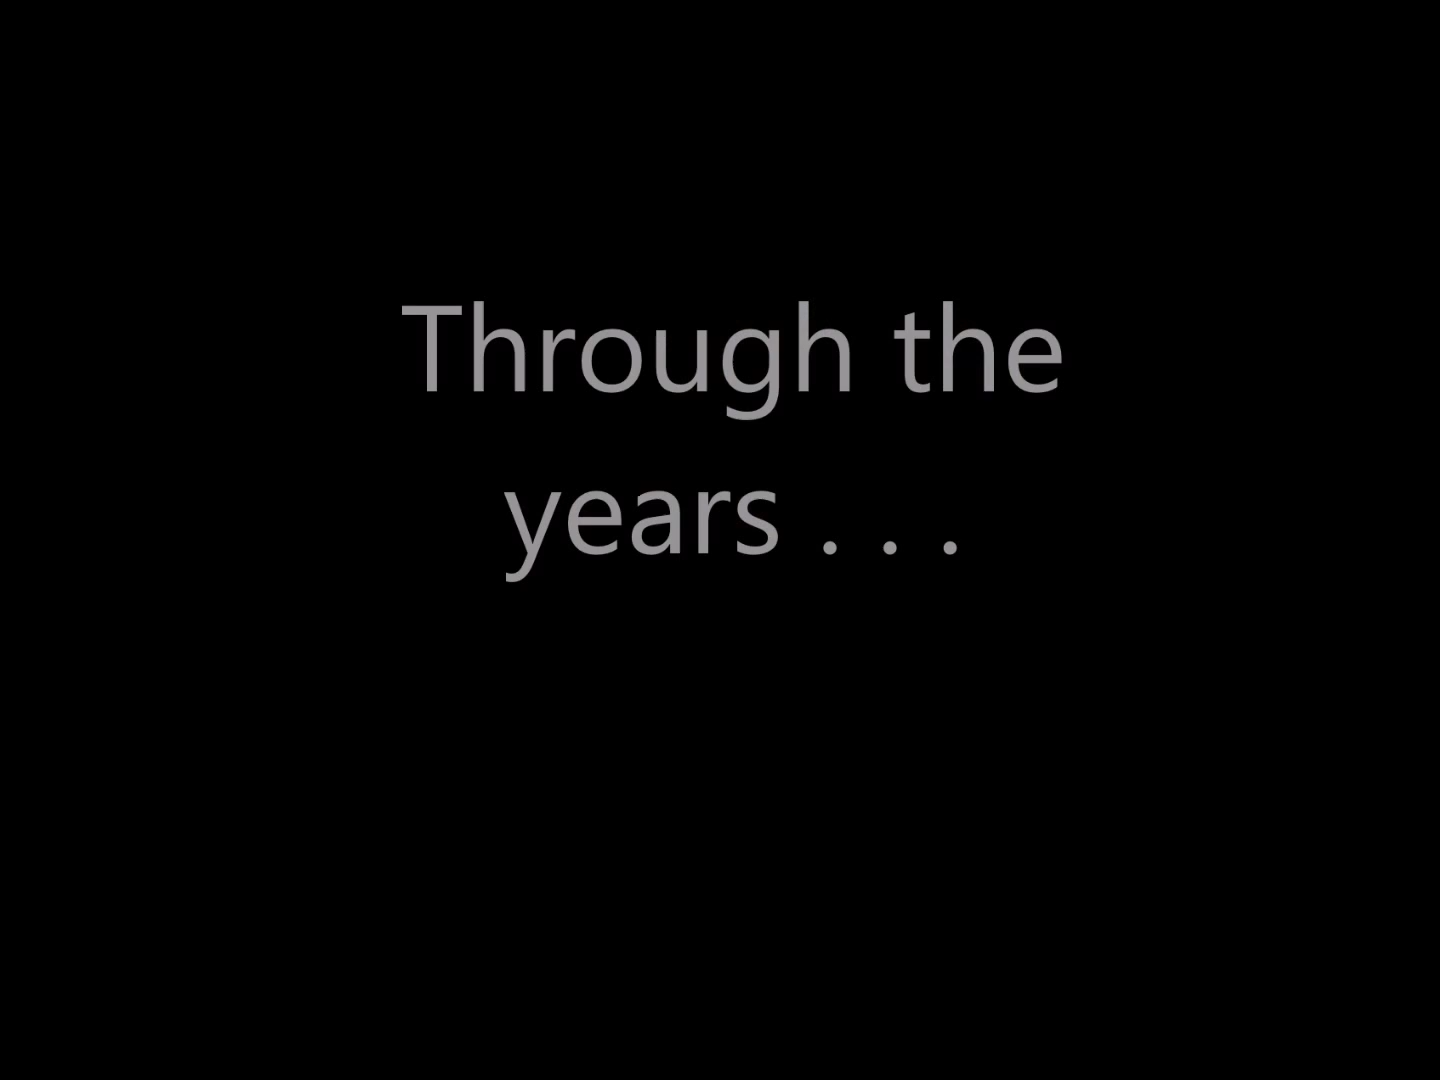 Through the
years . . .